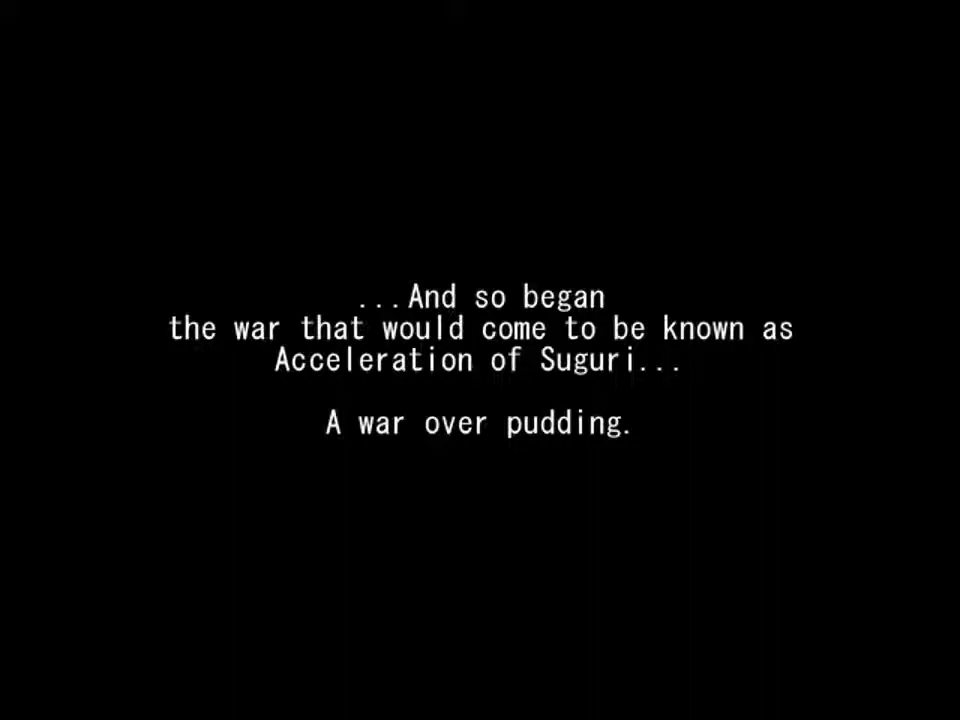 ...And so began
the war that would come to be known as
Acceleration of Suguri...
A war over pudding.